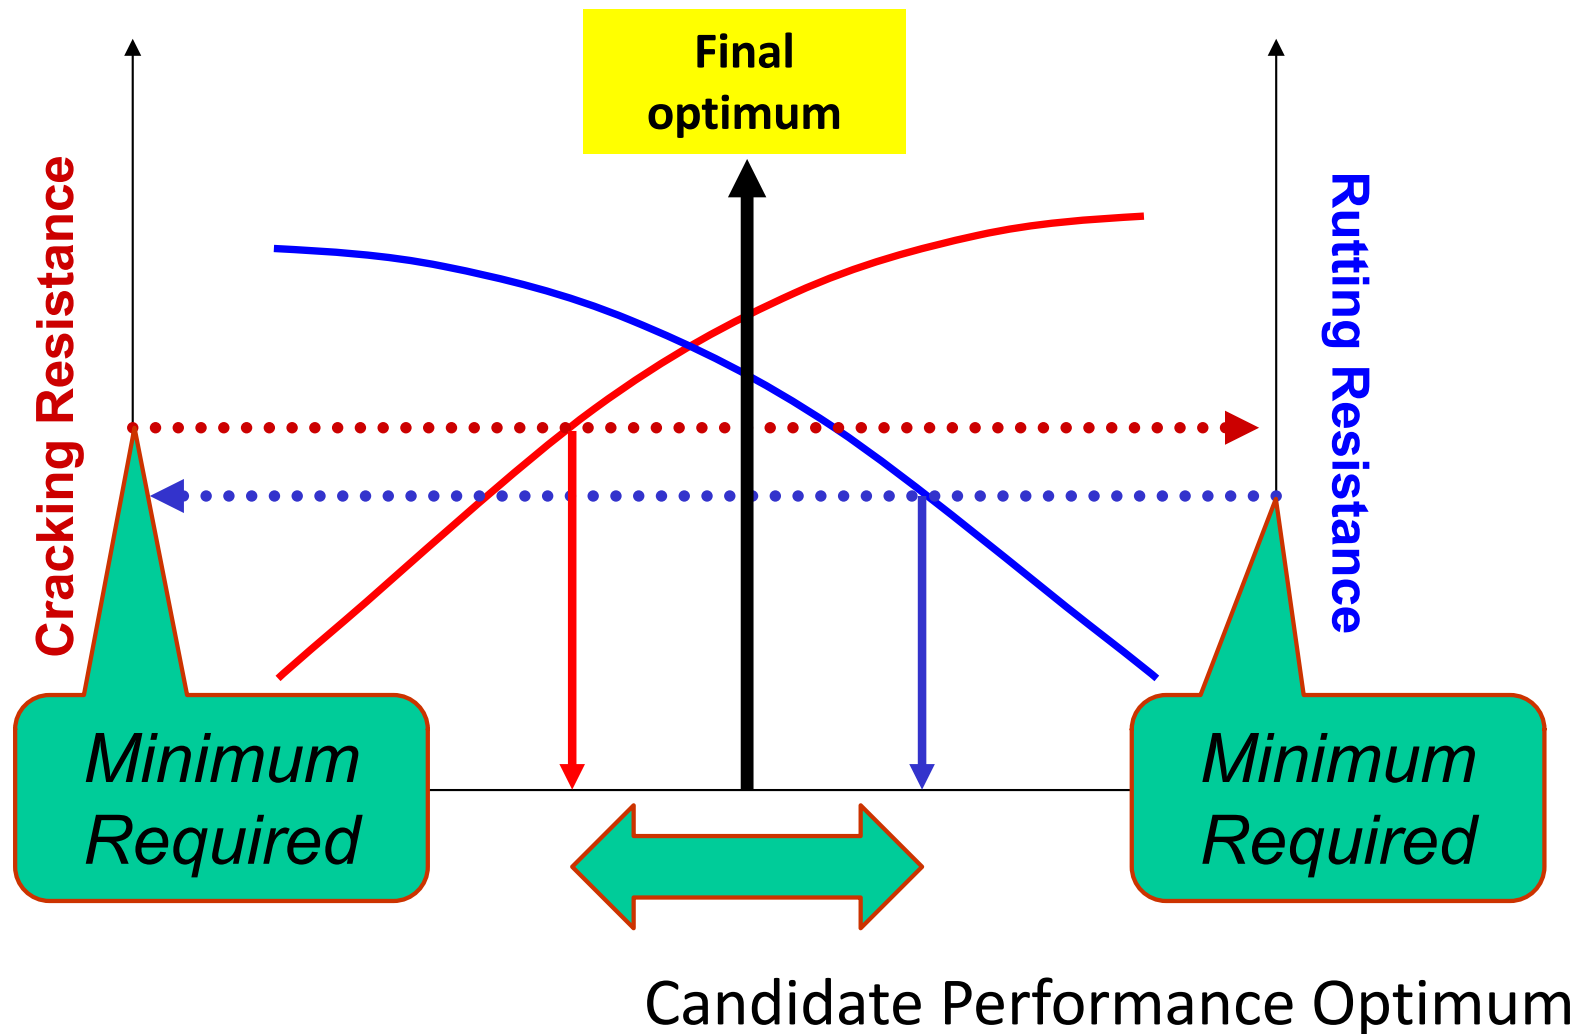 Final
optimum
Cracking Resistance
Rutting Resistance
Minimum
Required
Minimum
Required
Candidate Performance Optimum